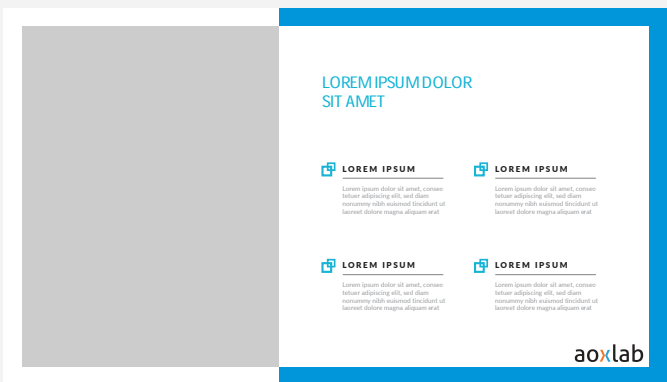 LOREM IPSUM DOLOR
SIT AMET
LOREM IPSUM
Lorem ipsum dolor sit amet, consec
tetuer adipiscing elit, sed diam
nonummy nibh euismod tincidunt ut
laoreet dolore magna aliquam erat
LOREM IPSUM
Lorem ipsum dolor sit amet, consec
tetuer adipiscing elit, sed diam
nonummy nibh euismod tincidunt ut
laoreet dolore magna aliquam erat
LOREM IPSUM
Lorem ipsum dolor sit amet, consec
tetuer adipiscing elit, sed diam
nonummy nibh euismod tincidunt ut
laoreet dolore magna aliquam erat
LOREM IPSUM
Lorem ipsum dolor sit amet, consec
tetuer adipiscing elit, sed diam
nonummy nibh euismod tincidunt ut
laoreet dolore magna aliquam erat
aoxlab